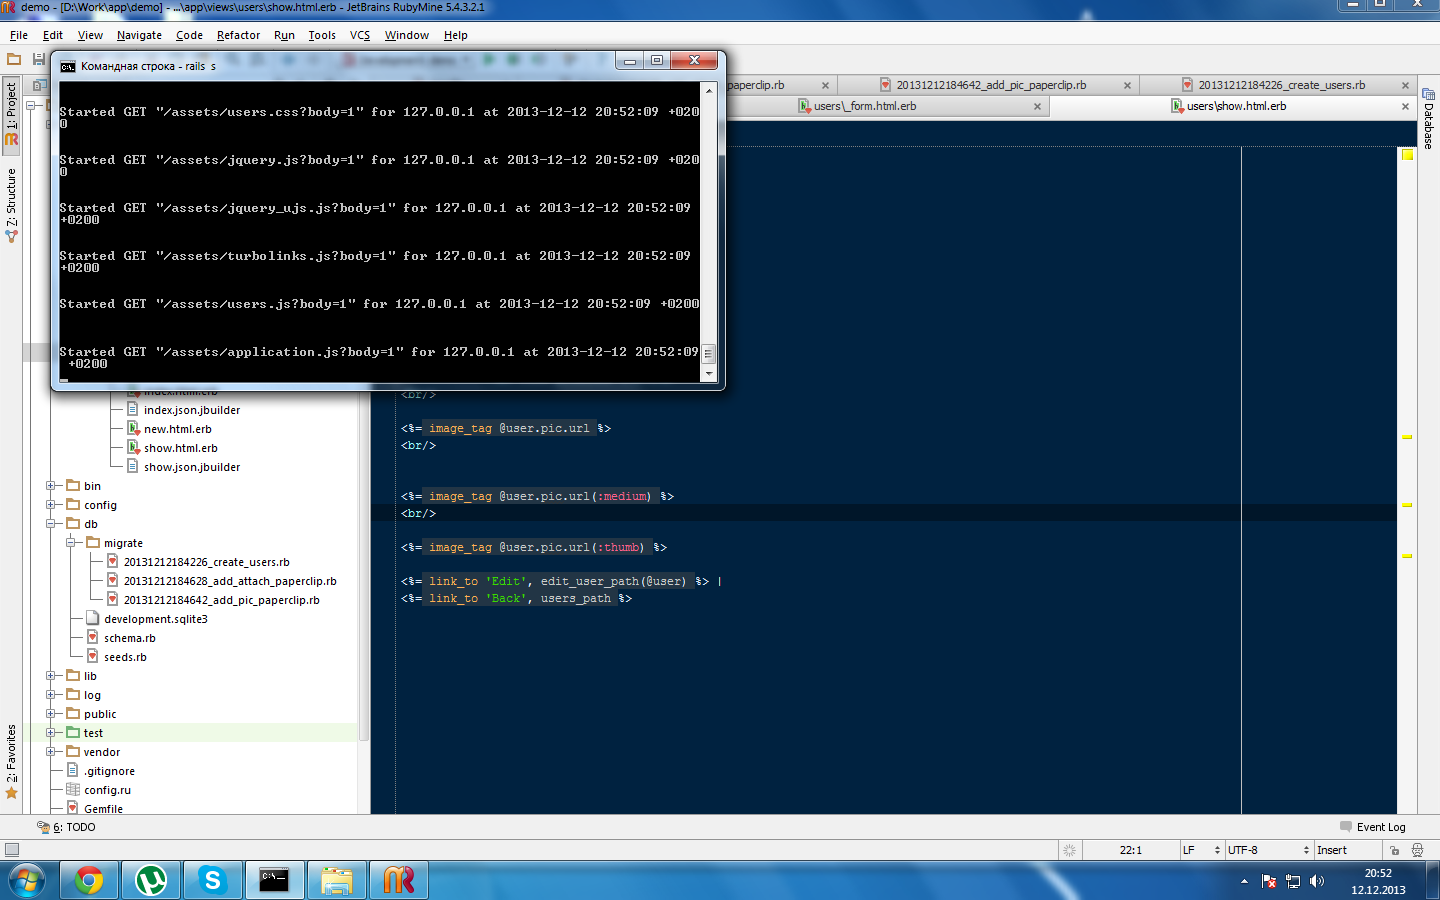 demo - [D:\Work\app\demo] - ...\app\views\users\show.html.erb - JetBrains RubyMine 5.4.3.2.1
File Edit View Navigate Code Refactor Run Tools VCS Window Help
Командная строка - rails s
Started GET "/assets/users.css?body=1" for 127.0.0.1 at 2013-12-12 20:52:09 +020
0
Started GET "/assets/jquery.js?body=1" for 127.0.0.1 at 2013-12-12 20:52:09 +020
0
Started GET "/assets/jquery_ujs.js?body=1" for 127.0.0.1 at 2013-12-12 20:52:09
+0200
Started GET "/assets/turbolinks.js?body=1" for 127.0.0.1 at 2013-12-12 20:52:09
+0200
Started GET "/assets/users.js?body=1" for 127.0.0.1 at 2013-12-12 20:52:09 +0200
Started GET "/assets/application.js?body=1" for 127.0.0.1 at 2013-12-12 20:52:09
+0200
paperclip.rb
20131212184642_add_pic_paperclip.rb
20131212184226_create_users.rb
users\_form.html.erb
users\show.html.erb
1: Project
Z: Structure
2: Favorites
Database
index.html.erb
index.json.jbuilder
new.html.erb
show.html.erb
show.json.jbuilder
bin
config
db
migrate
20131212184226_create_users.rb
20131212184628_add_attach_paperclip.rb
20131212184642_add_pic_paperclip.rb
development.sqlite3
schema.rb
seeds.rb
lib
log
public
test
vendor
.gitignore
config.ru
Gemfile
<br/>
<%= image_tag @user.pic.url %>
<br/>
<%= image_tag @user.pic.url(:medium) %>
<br/>
<%= image_tag @user.pic.url(:thumb) %>
<%= link_to 'Edit', edit_user_path(@user) %> |
<%= link_to 'Back', users_path %>
6: TODO
Event Log
22:1 LF UTF-8 Insert
20:52
12.12.2013